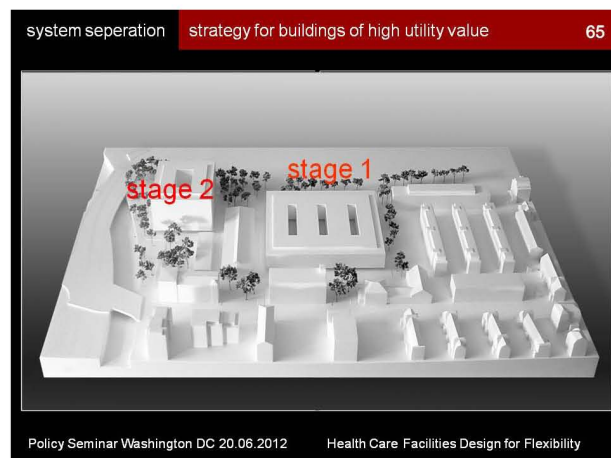 system seperation strategy for buildings of high utility value 65
stage 1
stage 2
Policy Seminar Washington DC 20.06.2012 Health Care Facilities Design for Flexibility